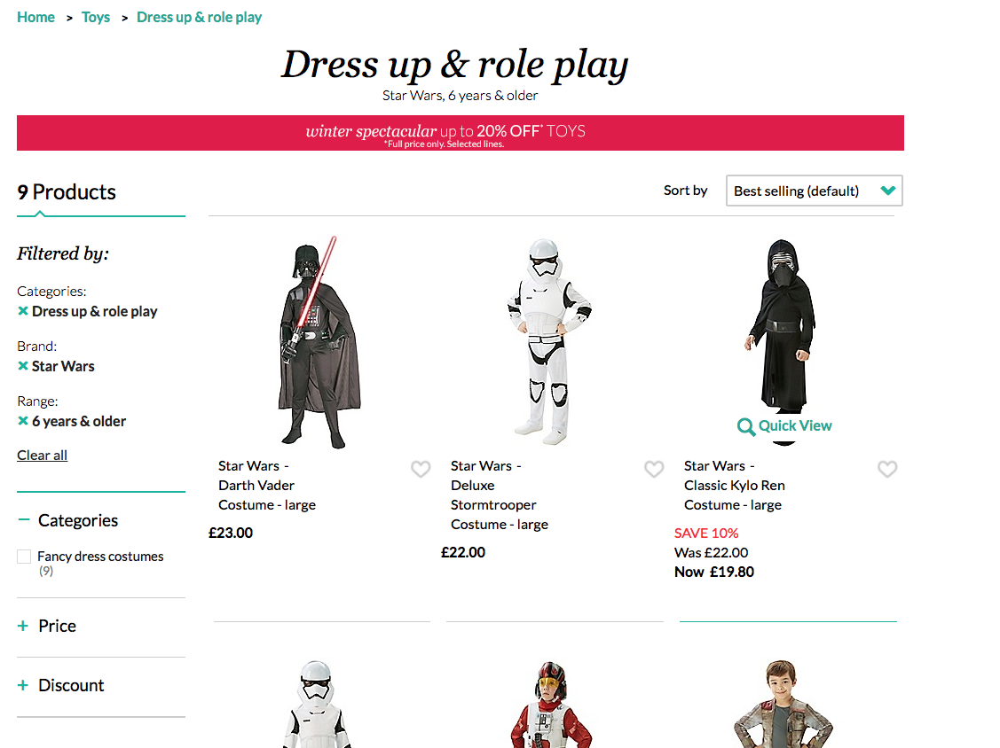 Home > Toys > Dress up & role play
Dress up & role play
Star Wars, 6 years & older
winter spectacular up to 20% OFF* TOYS
*Full price only. Selected lines.
9 Products
Sort by
Best selling (default)
Filtered by:
Categories:
Dress up & role play
Brand:
Star Wars
Range:
6 years & older
Clear all
Categories
Fancy dress costumes
(9)
Price
Discount
Star Wars -
Darth Vader
Costume - large
£23.00
Star Wars -
Deluxe
Stormtrooper
Costume - large
£22.00
Quick View
Star Wars -
Classic Kylo Ren
Costume - large
SAVE 10%
Was £22.00
Now £19.80